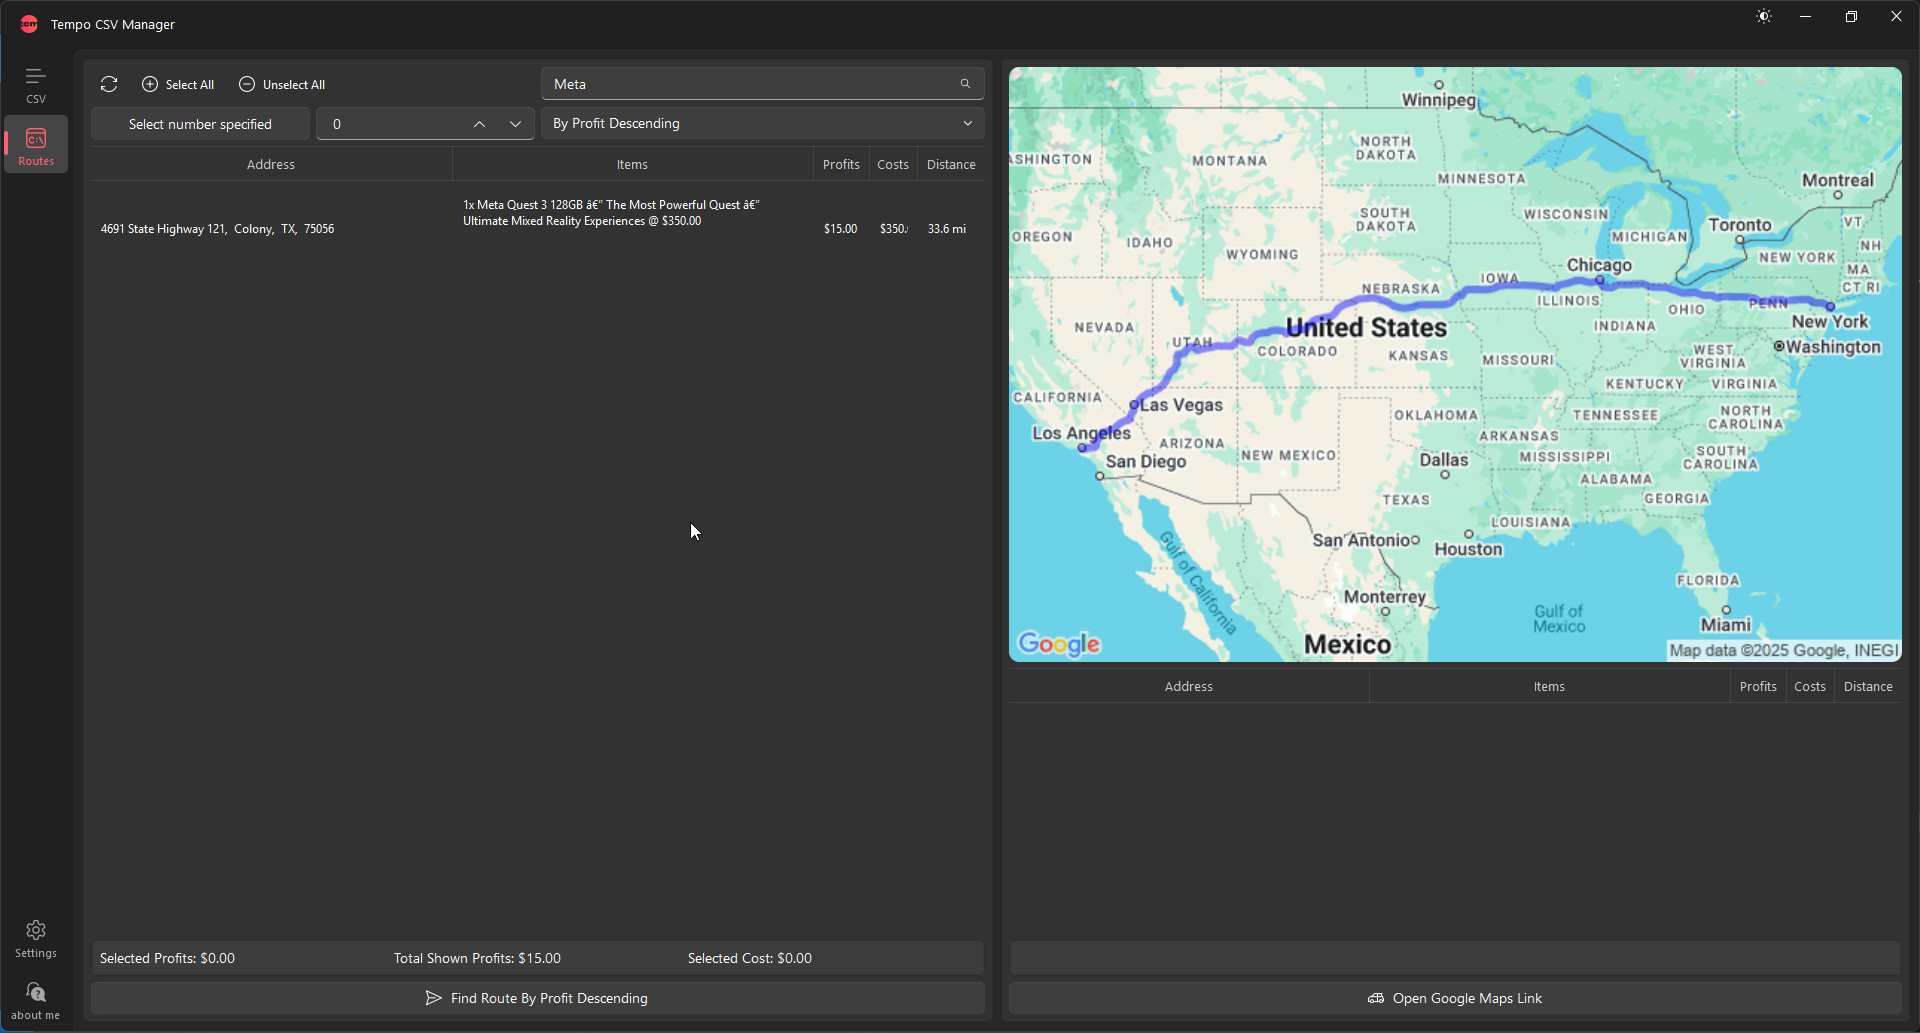 Tempo CSV Manager
CSV
Routes
Settings
about me
Select All
Unselect All
Meta
Select number specified
0
By Profit Descending
Address
Items
Profits
Costs
Distance
4691 State Highway 121, Colony, TX, 75056
1x Meta Quest 3 128GB â€“ The Most Powerful Quest â€“
Ultimate Mixed Reality Experiences @ $350.00
$15.00
$350.
33.6 mi
Selected Profits: $0.00
Total Shown Profits: $15.00
Selected Cost: $0.00
Find Route By Profit Descending
Winnipeg
ASHINGTON
MONTANA
NORTH
DAKOTA
MINNESOTA
Montreal
SOUTH
DAKOTA
WISCONSIN
Toronto
VT
OREGON
IDAHO
MICHIGAN
NH
WYOMING
NEW YORK
Chicago
MA
CT RI
NEBRASKA
IOWA
ILLINOIS
OHIO
PENN
NEVADA
United States
INDIANA
New York
UTAH
COLORADO
KANSAS
MISSOURI
WEST
VIRGINIA
Washington
KENTUCKY
VIRGINIA
CALIFORNIA
Las Vegas
OKLAHOMA
TENNESSEE
NORTH
CAROLINA
Los Angeles
ARIZONA
NEW MEXICO
ARKANSAS
San Diego
Dallas
MISSISSIPPI
SOUTH
CAROLINA
ALABAMA
TEXAS
GEORGIA
LOUISIANA
San Antonio
Houston
Gulf of California
FLORIDA
Monterrey
Gulf of
Mexico
Miami
Google
Mexico
Map data ©2025 Google, INEGI
Address
Items
Profits
Costs
Distance
Open Google Maps Link